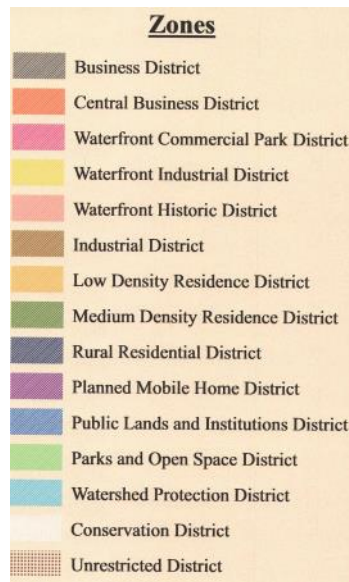 Zones
Business District
Central Business District
Waterfront Commercial Park District
Waterfront Industrial District
Waterfront Historic District
Industrial District
Low Density Residence District
Medium Density Residence District
Rural Residential District
Planned Mobile Home District
Public Lands and Institutions District
Parks and Open Space District
Watershed Protection District
Conservation District
Unrestricted District